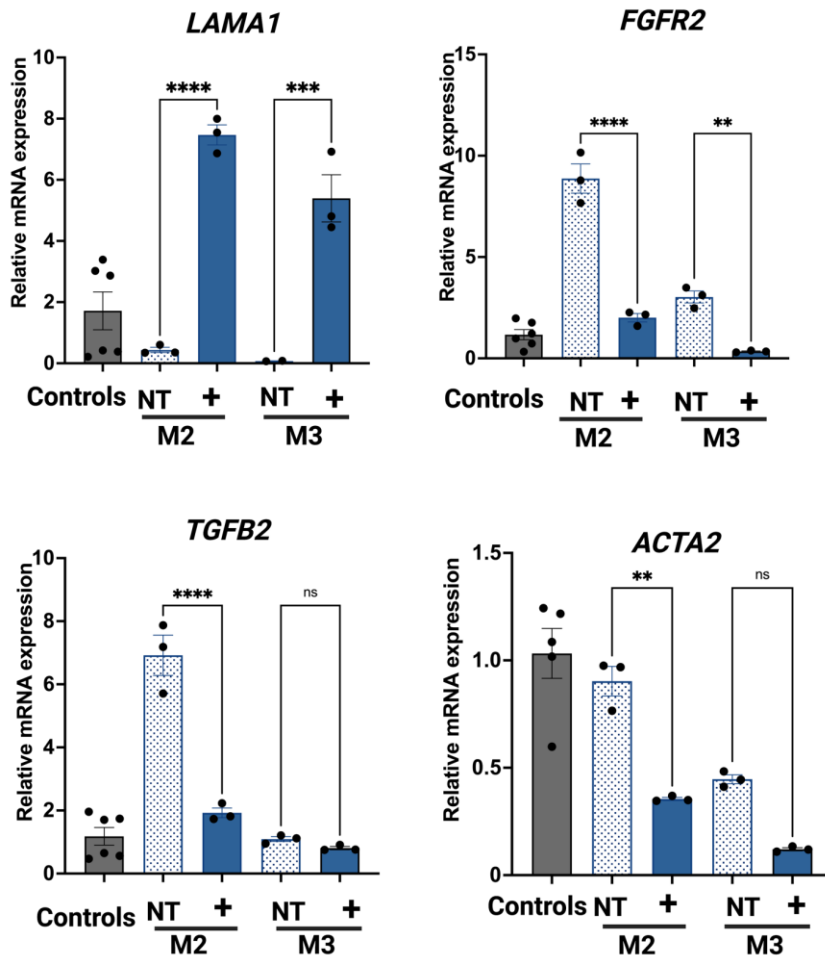 LAMA1
Relative mRNA expression
10
8
6
4
2
0
**** ***
Controls NT + NT +
M2 M3
FGFR2
Relative mRNA expression
15
10
5
0
**** **
Controls NT + NT +
M2 M3
TGFB2
Relative mRNA expression
10
8
6
4
2
0
**** ns
Controls NT + NT +
M2 M3
ACTA2
Relative mRNA expression
1.5
1.0
0.5
0
** ns
Controls NT + NT +
M2 M3